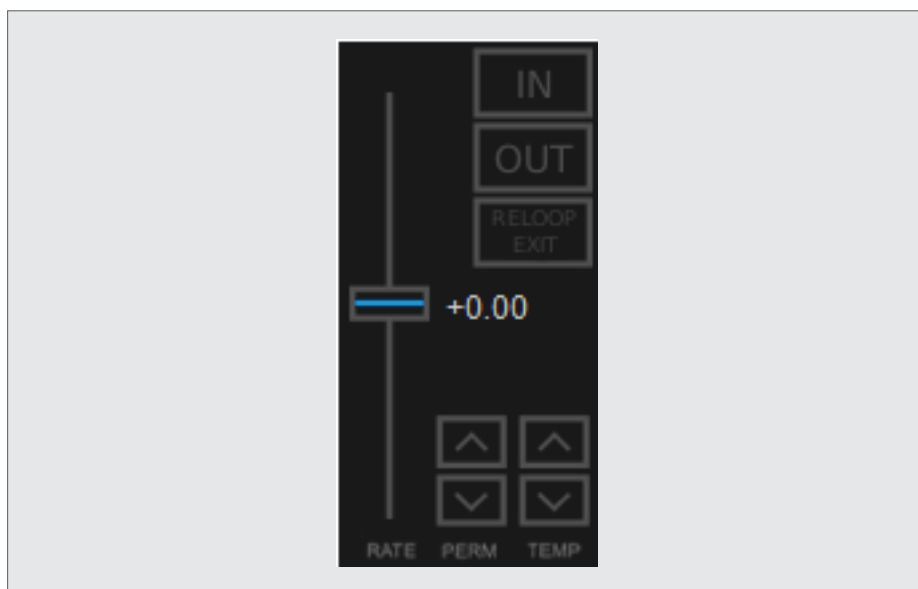 IN
OUT
RELOOP
EXIT
+0.00
RATE PERM TEMP